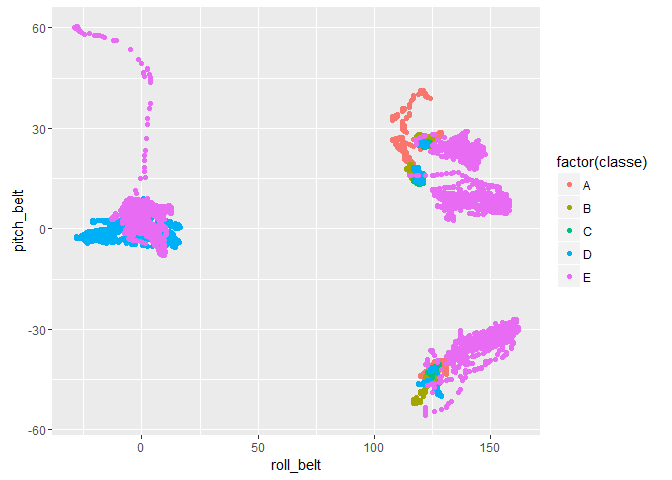 60
30
0
-30
-60
pitch_belt
0
50
100
150
roll_belt
factor(classe)
A
B
C
D
E